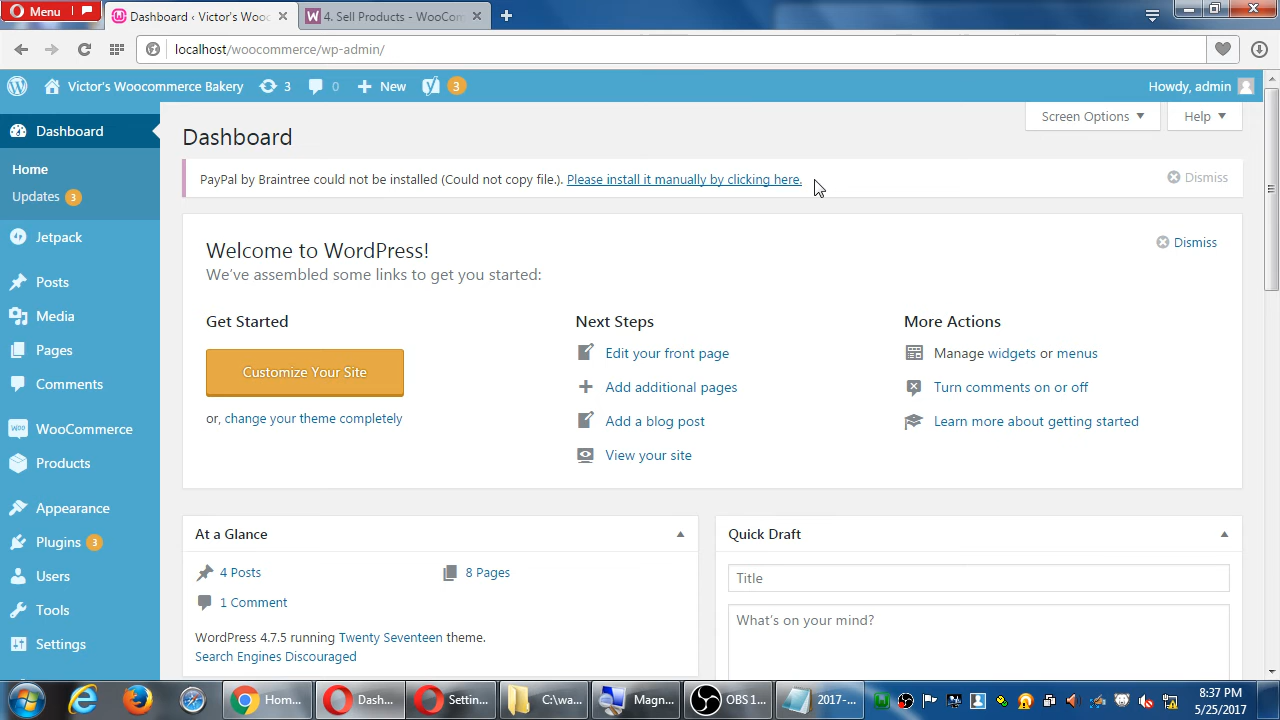 Menu
Dashboard ‹ Victor's Wooc
4. Sell Products - WooCom
localhost/woocommerce/wp-admin/
Victor's Woocommerce Bakery
3
0
New
3
Howdy, admin
Dashboard
Screen Options
Help
Dashboard
Home
Updates 3
PayPal by Braintree could not be installed (Could not copy file.). Please install it manually by clicking here.
Dismiss
Jetpack
Posts
Media
Pages
Comments
WooCommerce
Products
Appearance
Plugins 3
Users
Tools
Settings
Welcome to WordPress!
Dismiss
We've assembled some links to get you started:
Get Started
Customize Your Site
or, change your theme completely
Next Steps
Edit your front page
Add additional pages
Add a blog post
View your site
More Actions
Manage widgets or menus
Turn comments on or off
Learn more about getting started
At a Glance
4 Posts
8 Pages
1 Comment
WordPress 4.7.5 running Twenty Seventeen theme.
Search Engines Discouraged
Quick Draft
Title
What's on your mind?
Hom...
Dash...
Settin...
C:\wa...
Magn...
OBS 1...
2017-...
8:37 PM
5/25/2017